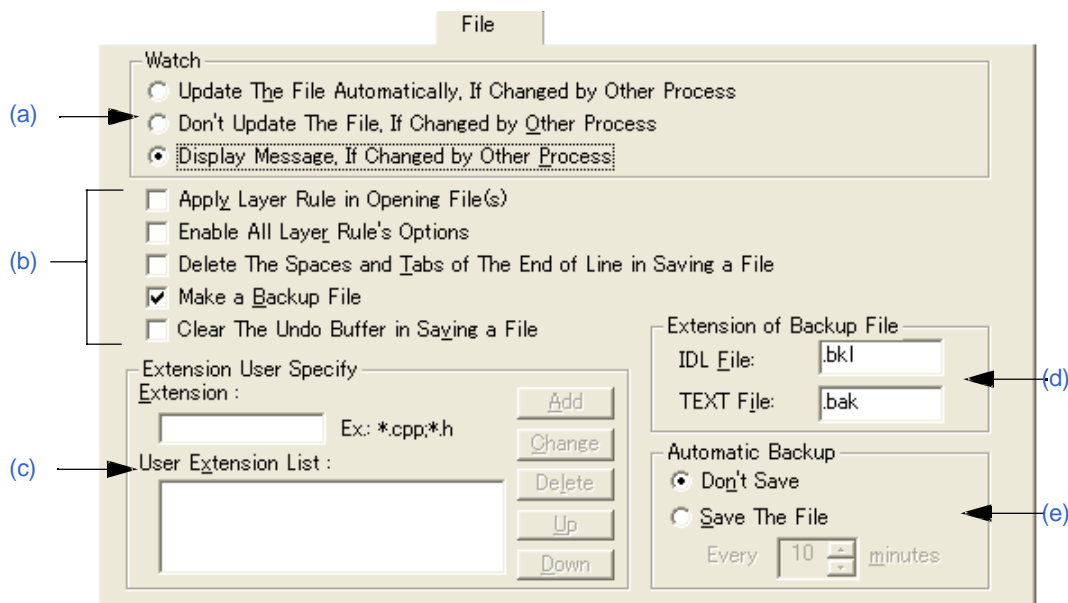 File
Watch
Update The File Automatically, If Changed by Other Process
(a)
Don't Update The File, If Changed by Other Process
Display Message, If Changed by Other Process
Apply Layer Rule in Opening File(s)
Enable All Layer Rule's Options
(b)
Delete The Spaces and Tabs of The End of Line in Saving a File
Make a Backup File
Clear The Undo Buffer in Saving a File
Extension of Backup File
IDL File: .bkl
(d)
TEXT File: .bak
Extension User Specify
Extension :
Add
Ex.: *.cpp;*.h
Change
(c)
User Extension List :
Delete
Up
Down
Automatic Backup
Don't Save
Save The File
(e)
Every 10 minutes